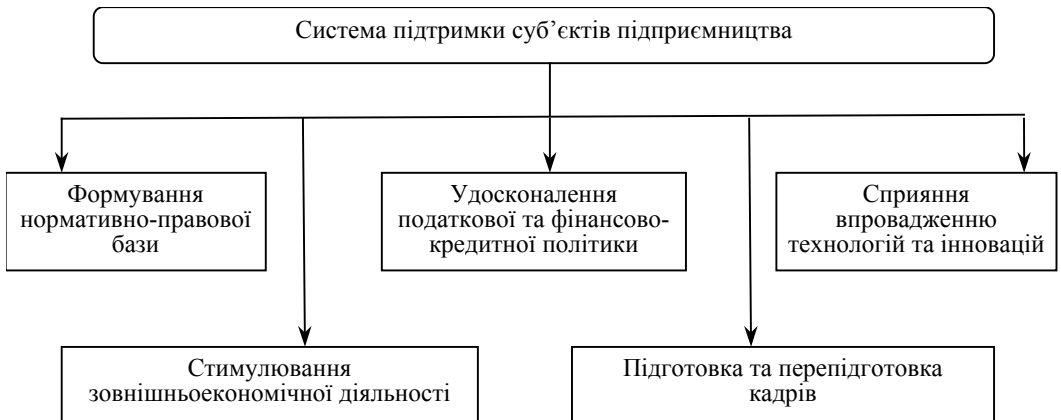 Система підтримки суб’єктів підприємництва
Формування
нормативно-правової
бази
Удосконалення
податкової та фінансово-
кредитної політики
Сприяння
впровадженню
технологій та інновацій
Стимулювання
зовнішньоекономічної діяльності
Підготовка та перепідготовка
кадрів